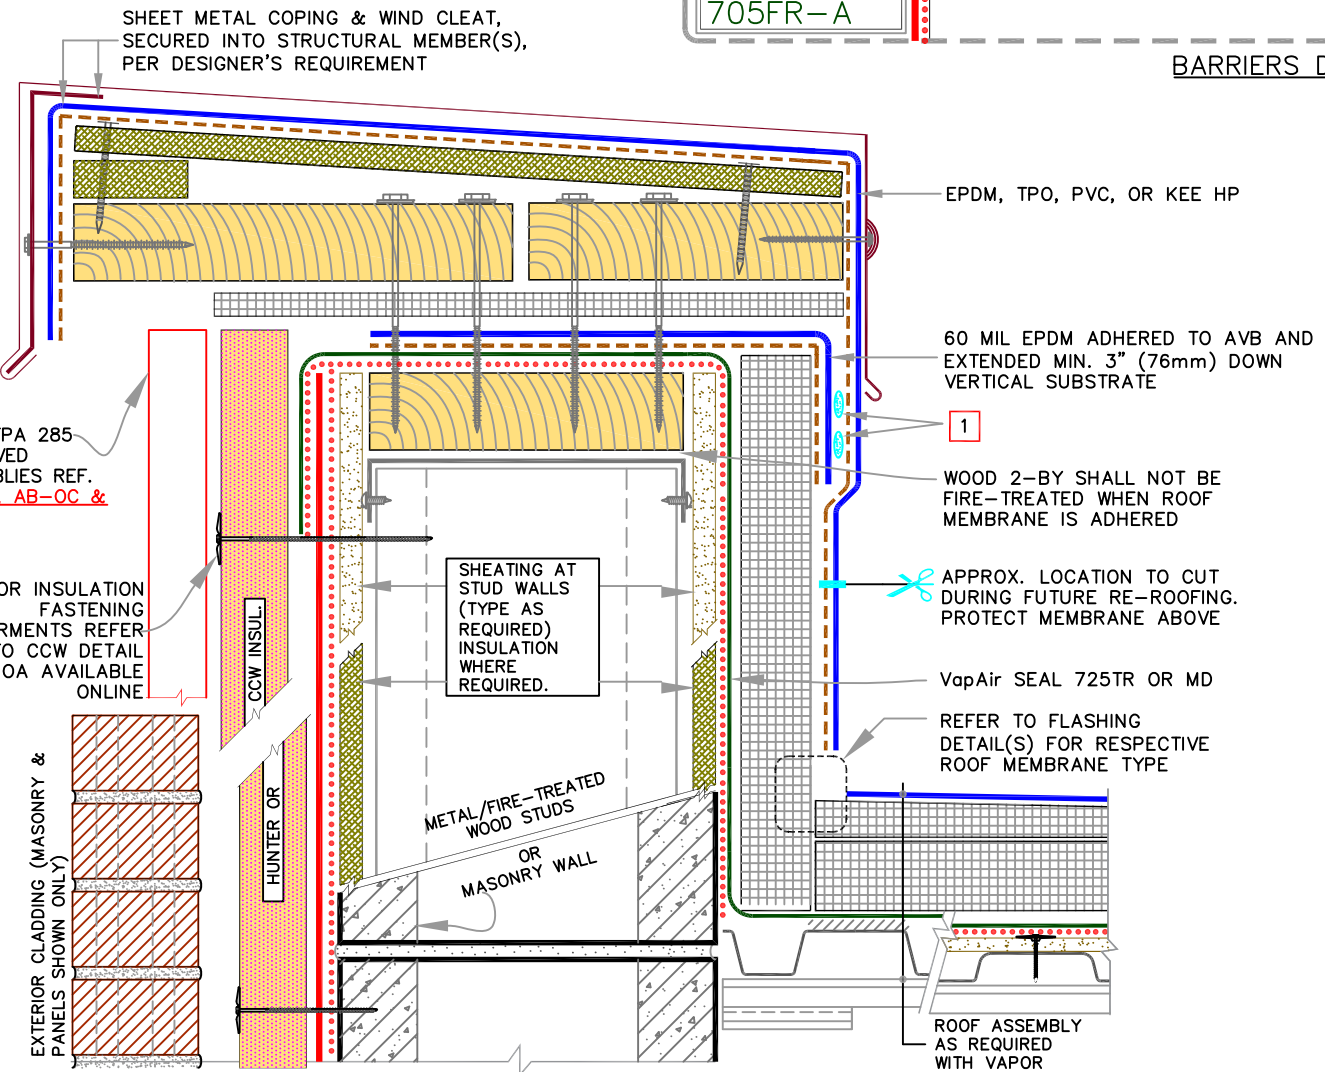 SHEET METAL COPING & WIND CLEAT,
SECURED INTO STRUCTURAL MEMBER(S),
PER DESIGNER'S REQUIREMENT
705FR-A
BARRIERS D
EPDM, TPO, PVC, OR KEE HP
60 MIL EPDM ADHERED TO AVB AND
EXTENDED MIN. 3" (76mm) DOWN
VERTICAL SUBSTRATE
1
WOOD 2-BY SHALL NOT BE
FIRE-TREATED WHEN ROOF
MEMBRANE IS ADHERED
APPROX. LOCATION TO CUT
DURING FUTURE RE-ROOFING.
PROTECT MEMBRANE ABOVE
VapAir SEAL 725TR OR MD
REFER TO FLASHING
DETAIL(S) FOR RESPECTIVE
ROOF MEMBRANE TYPE
ROOF ASSEMBLY
AS REQUIRED
WITH VAPOR
FPA 285
VED
BLIES REF.
AB-OC &
OR INSULATION
FASTENING
RMENTS REFER
TO CCW DETAIL
OA AVAILABLE
ONLINE
SHEATING AT
STUD WALLS
(TYPE AS
REQUIRED)
INSULATION
WHERE
REQUIRED.
CCW INSUL.
HUNTER OR
METAL/FIRE-TREATED
WOOD STUDS
OR
MASONRY WALL
EXTERIOR CLADDING (MASONRY &
PANELS SHOWN ONLY)